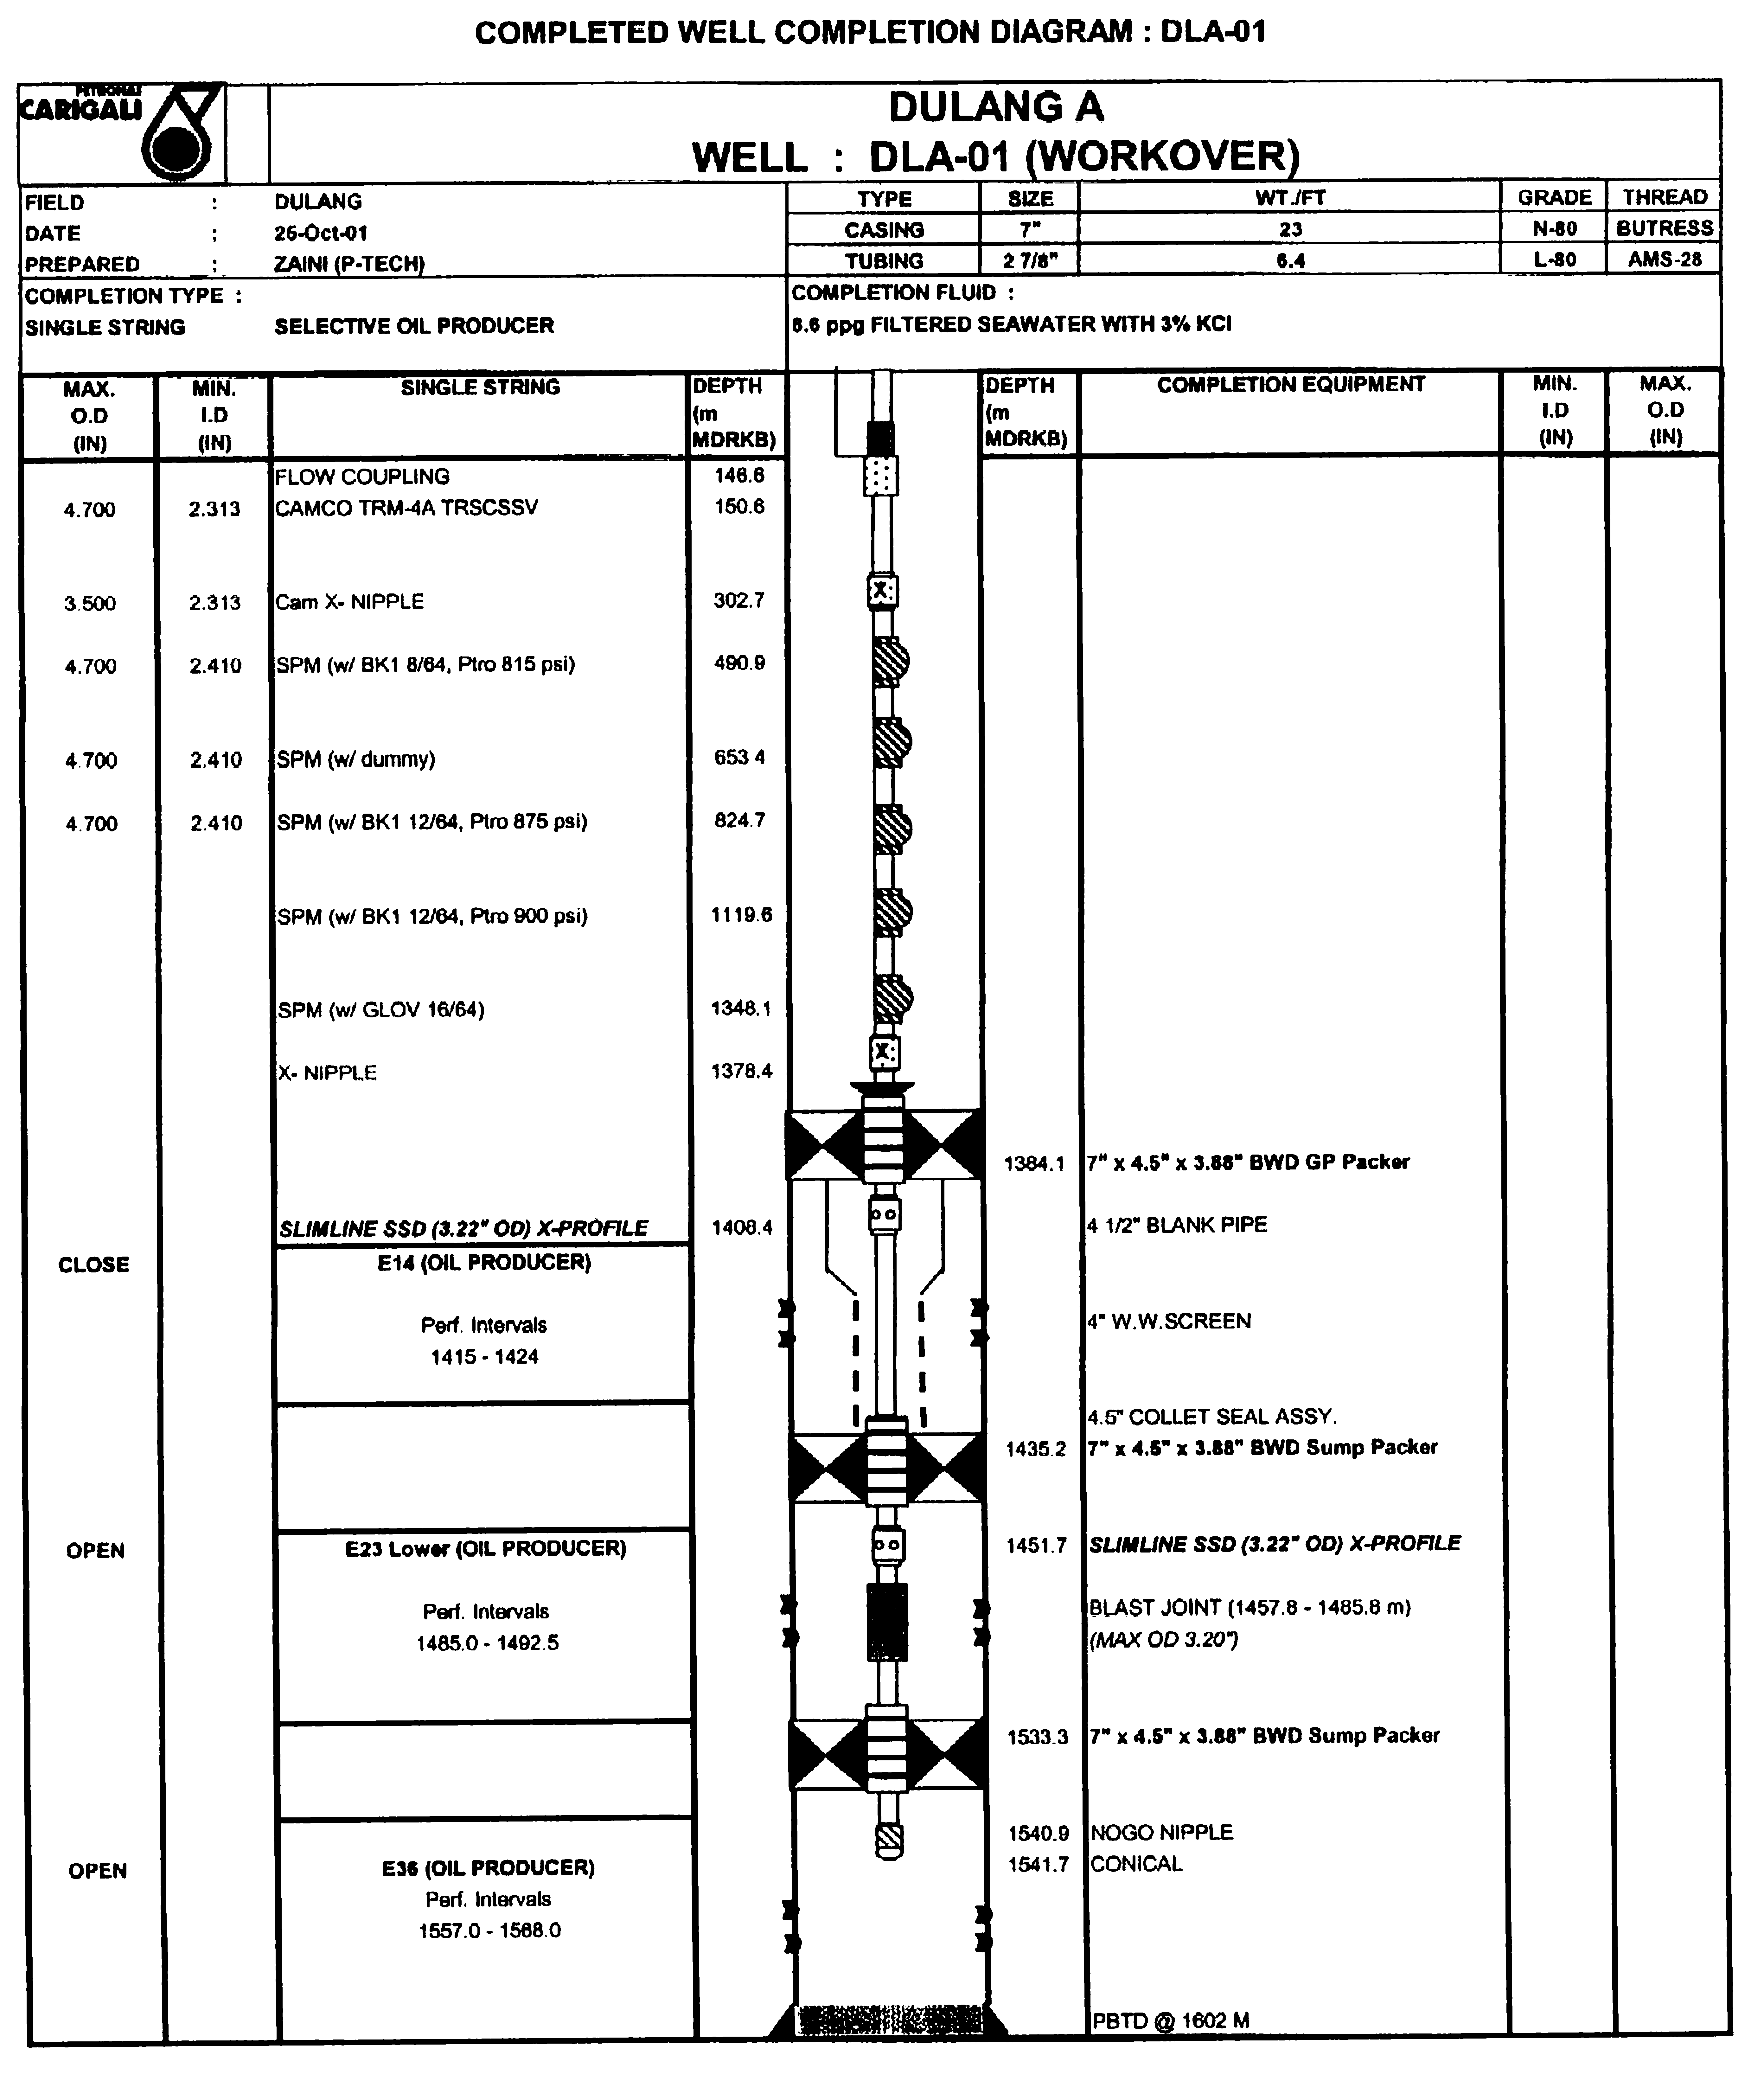 COMPLETED WELL COMPLETION DIAGRAM : DLA-01
PETRONAS
CARIGALI
DULANG A
WELL : DLA-01 (WORKOVER)
FIELD : DULANG
DATE : 25-Oct-01
PREPARED : ZAINI (P-TECH)
TYPE SIZE WT./FT GRADE THREAD
CASING 7" 23 N-80 BUTRESS
TUBING 2 7/8" 6.4 L-80 AMS-28
COMPLETION TYPE :
SINGLE STRING SELECTIVE OIL PRODUCER
COMPLETION FLUID :
8.6 ppg FILTERED SEAWATER WITH 3% KCl
MAX. O.D (IN) MIN. I.D (IN) SINGLE STRING DEPTH (m MDRKB) DEPTH (m MDRKB) COMPLETION EQUIPMENT MIN. I.D (IN) MAX. O.D (IN)
FLOW COUPLING 146.6
4.700 2.313 CAMCO TRM-4A TRSCSSV 150.6
3.500 2.313 Cam X- NIPPLE 302.7
X
4.700 2.410 SPM (w/ BK1 8/64, Ptro 815 psi) 490.9
4.700 2.410 SPM (w/ dummy) 653 4
4.700 2.410 SPM (w/ BK1 12/64, Ptro 875 psi) 824.7
SPM (w/ BK1 12/64, Ptro 900 psi) 1119.6
SPM (w/ GLOV 16/64) 1348.1
X
X- NIPPLE 1378.4
1384.1 7" x 4.5" x 3.88" BWD GP Packer
SLIMLINE SSD (3.22" OD) X-PROFILE 1408.4 4 1/2" BLANK PIPE
CLOSE E14 (OIL PRODUCER)
Perf. Intervals 4" W.W.SCREEN
1415 - 1424
4.5" COLLET SEAL ASSY.
1435.2 7" x 4.5" x 3.88" BWD Sump Packer
OPEN E23 Lower (OIL PRODUCER) 1451.7 SLIMLINE SSD (3.22" OD) X-PROFILE
Perf. Intervals BLAST JOINT (1457.8 - 1485.8 m)
1485.0 - 1492.5 (MAX OD 3.20")
1533.3 7" x 4.5" x 3.88" BWD Sump Packer
1540.9 NOGO NIPPLE
OPEN E36 (OIL PRODUCER) 1541.7 CONICAL
Perf. Intervals
1557.0 - 1568.0
PBTD @ 1602 M